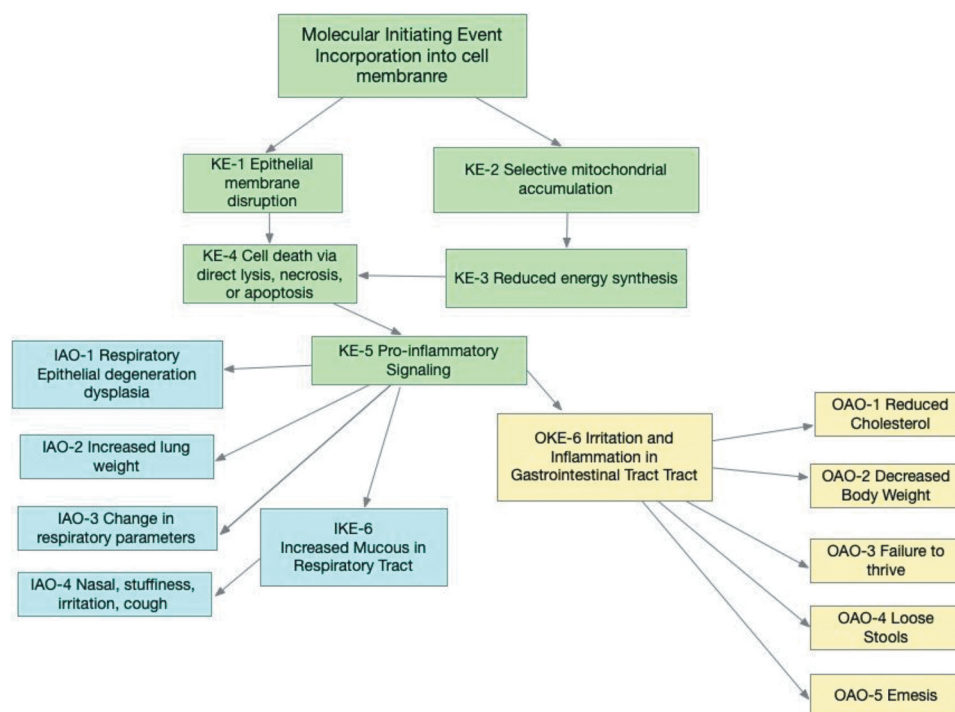 Molecular Initiating Event
Incorporation into cell
membranre
KE-1 Epithelial
membrane
disruption
KE-2 Selective mitochondrial
accumulation
KE-4 Cell death via
direct lysis, necrosis,
or apoptosis
KE-3 Reduced energy synthesis
IAO-1 Respiratory
Epithelial degeneration
dysplasia
KE-5 Pro-inflammatory
Signaling
IAO-2 Increased lung
weight
OKE-6 Irritation and
Inflammation in
Gastrointestinal Tract Tract
OAO-1 Reduced
Cholesterol
OAO-2 Decreased
Body Weight
IAO-3 Change in
respiratory parameters
IKE-6
Increased Mucous in
Respiratory Tract
OAO-3 Failure to
thrive
IAO-4 Nasal, stuffiness,
irritation, cough
OAO-4 Loose
Stools
OAO-5 Emesis